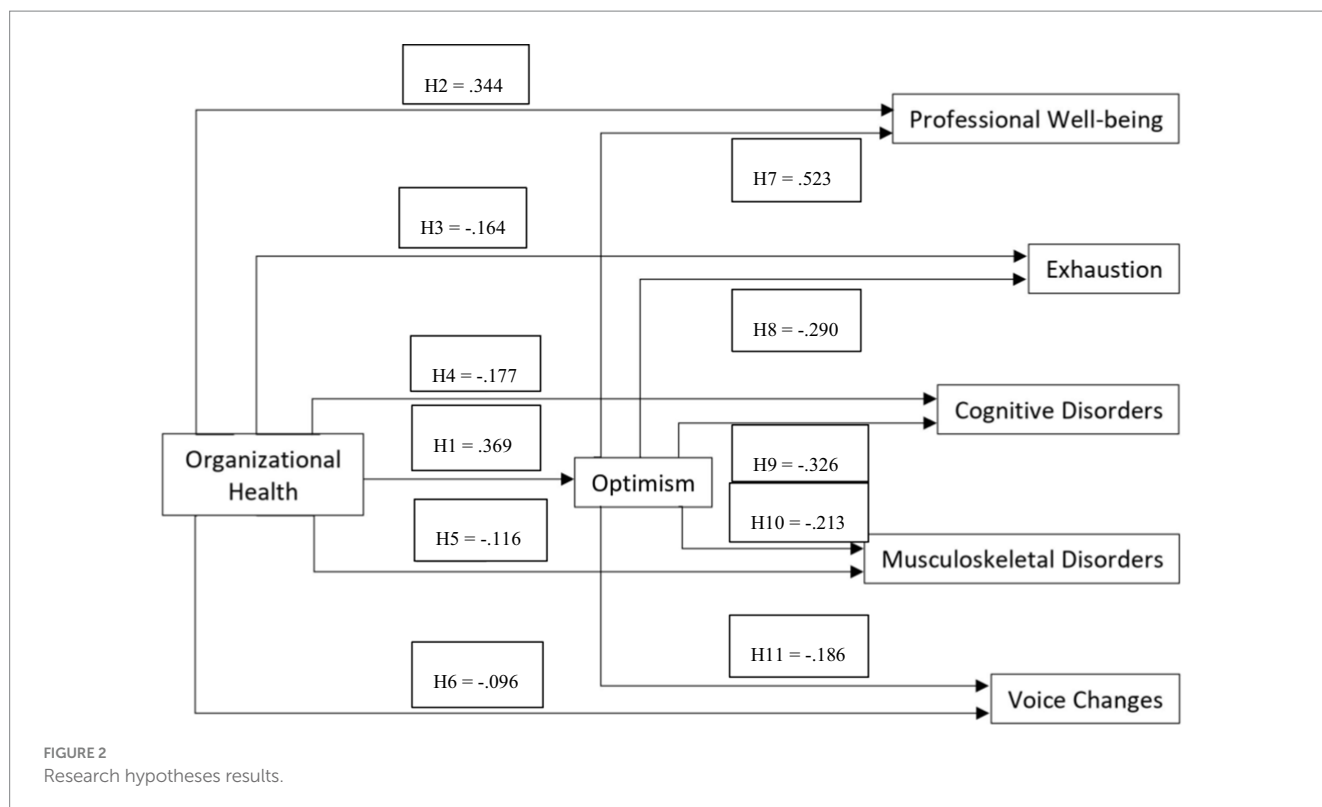 H2 = .344
Professional Well-being
H7 = .523
H3 = -.164
Exhaustion
H8 = -.290
H4 = -.177
Cognitive Disorders
H1 = .369
Organizational
Health
Optimism
H9 = -.326
H10 = -.213
H5 = -.116
Musculoskeletal Disorders
H11 = -.186
H6 = -.096
Voice Changes
FIGURE 2
Research hypotheses results.